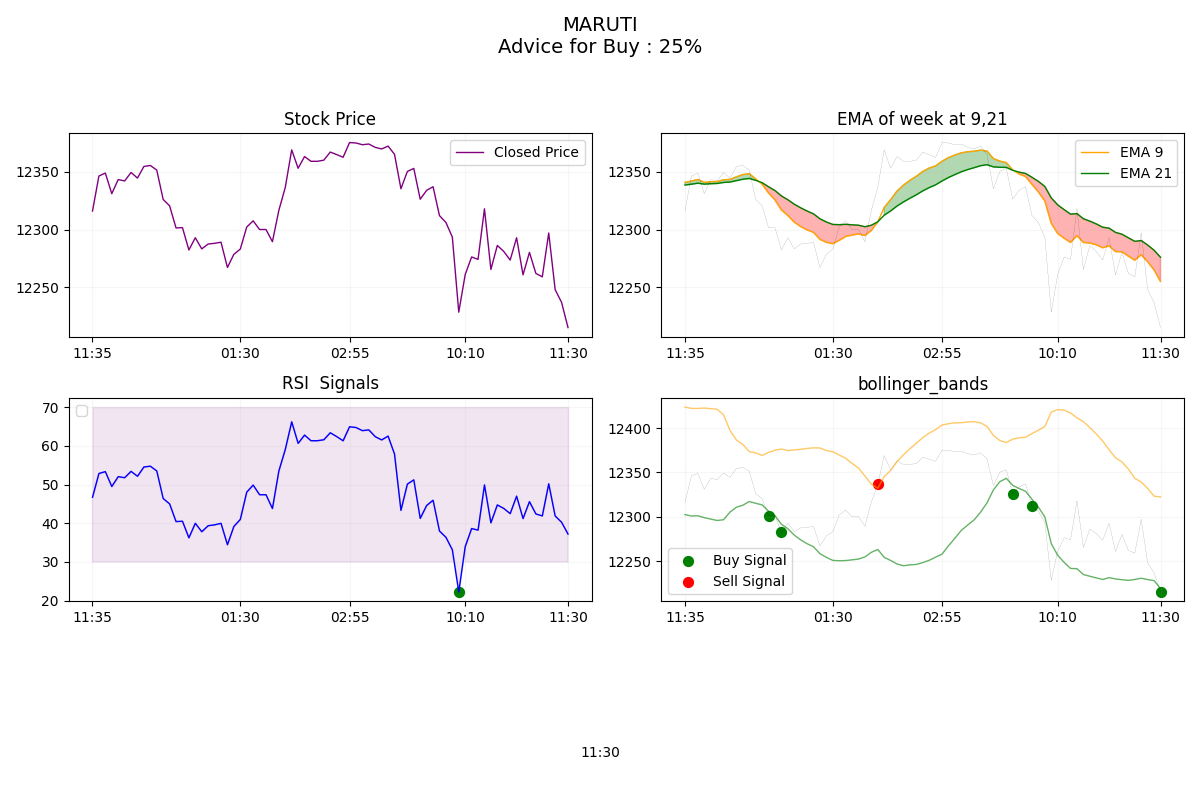 MARUTI
Advice for Buy : 25%
Stock Price
Closed Price
12350
12300
12250
11:35 01:30 02:55 10:10 11:30
EMA of week at 9,21
EMA 9
EMA 21
12350
12300
12250
11:35 01:30 02:55 10:10 11:30
RSI  Signals
70
60
50
40
30
20
11:35 01:30 02:55 10:10 11:30
bollinger_bands
12400
12350
12300
12250
Buy Signal
Sell Signal
11:35 01:30 02:55 10:10 11:30
11:30